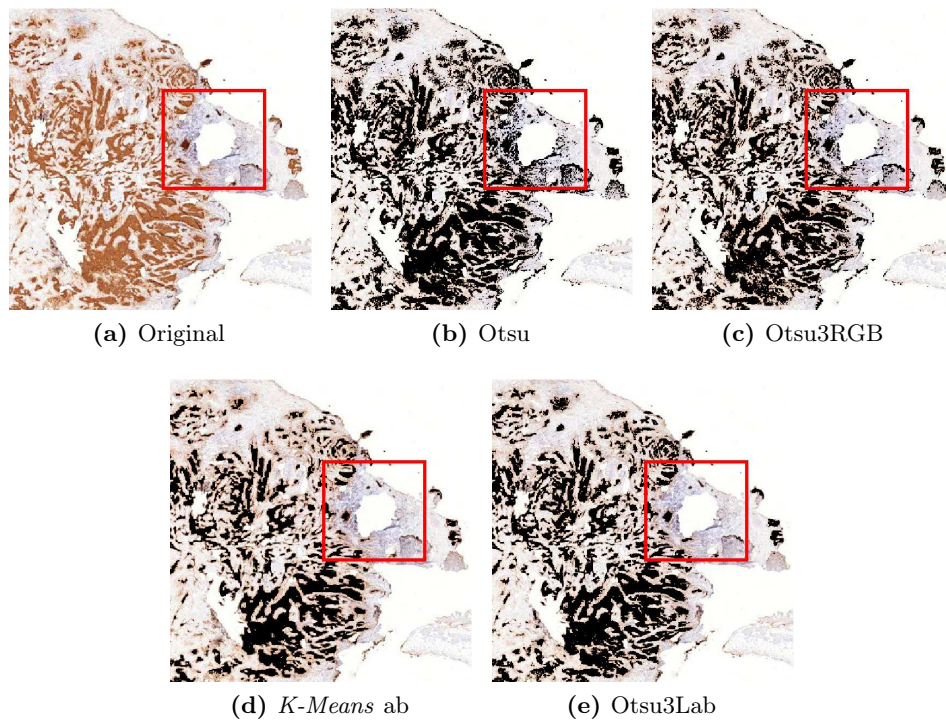 (a) Original
(b) Otsu
(c) Otsu3RGB
(d) K-Means ab
(e) Otsu3Lab